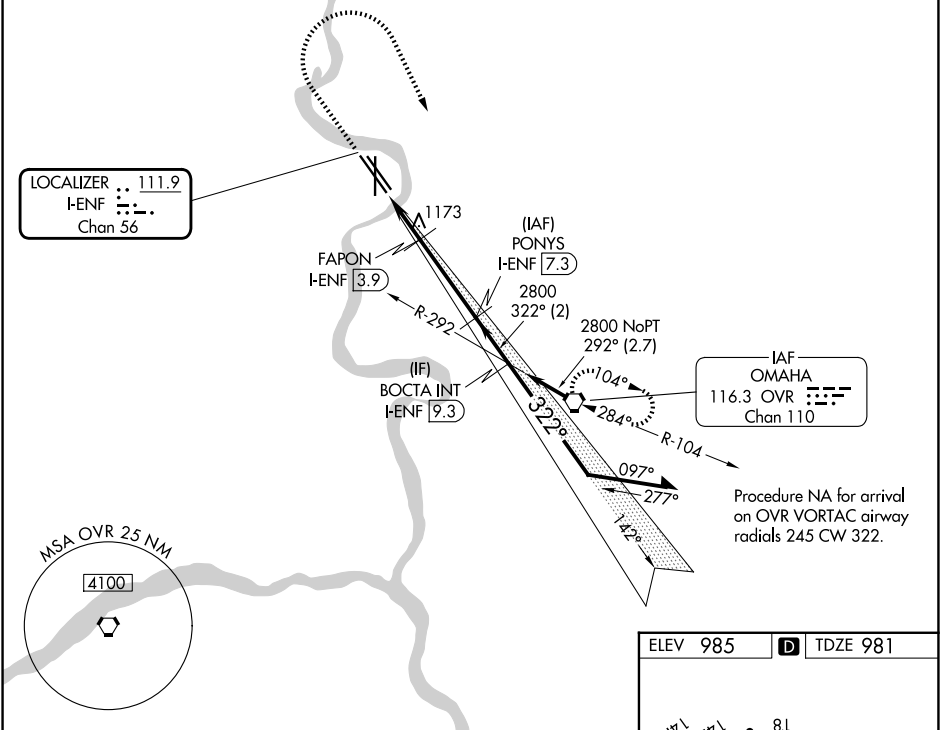 LOCALIZER 111.9
I-ENF
Chan 56
1173
FAPON
I-ENF 3.9
(IAF)
PONYS
I-ENF 7.3
2800
322° (2)
R-292
2800 NoPT
292° (2.7)
(IF)
BOCTA INT
I-ENF 9.3
IAF
OMAHA
116.3 OVR
Chan 110
104°
284°
R-104
322°
097°
277°
142°
Procedure NA for arrival
on OVR VORTAC airway
radials 245 CW 322.
MSA OVR 25 NM
4100
ELEV 985 D TDZE 981
18